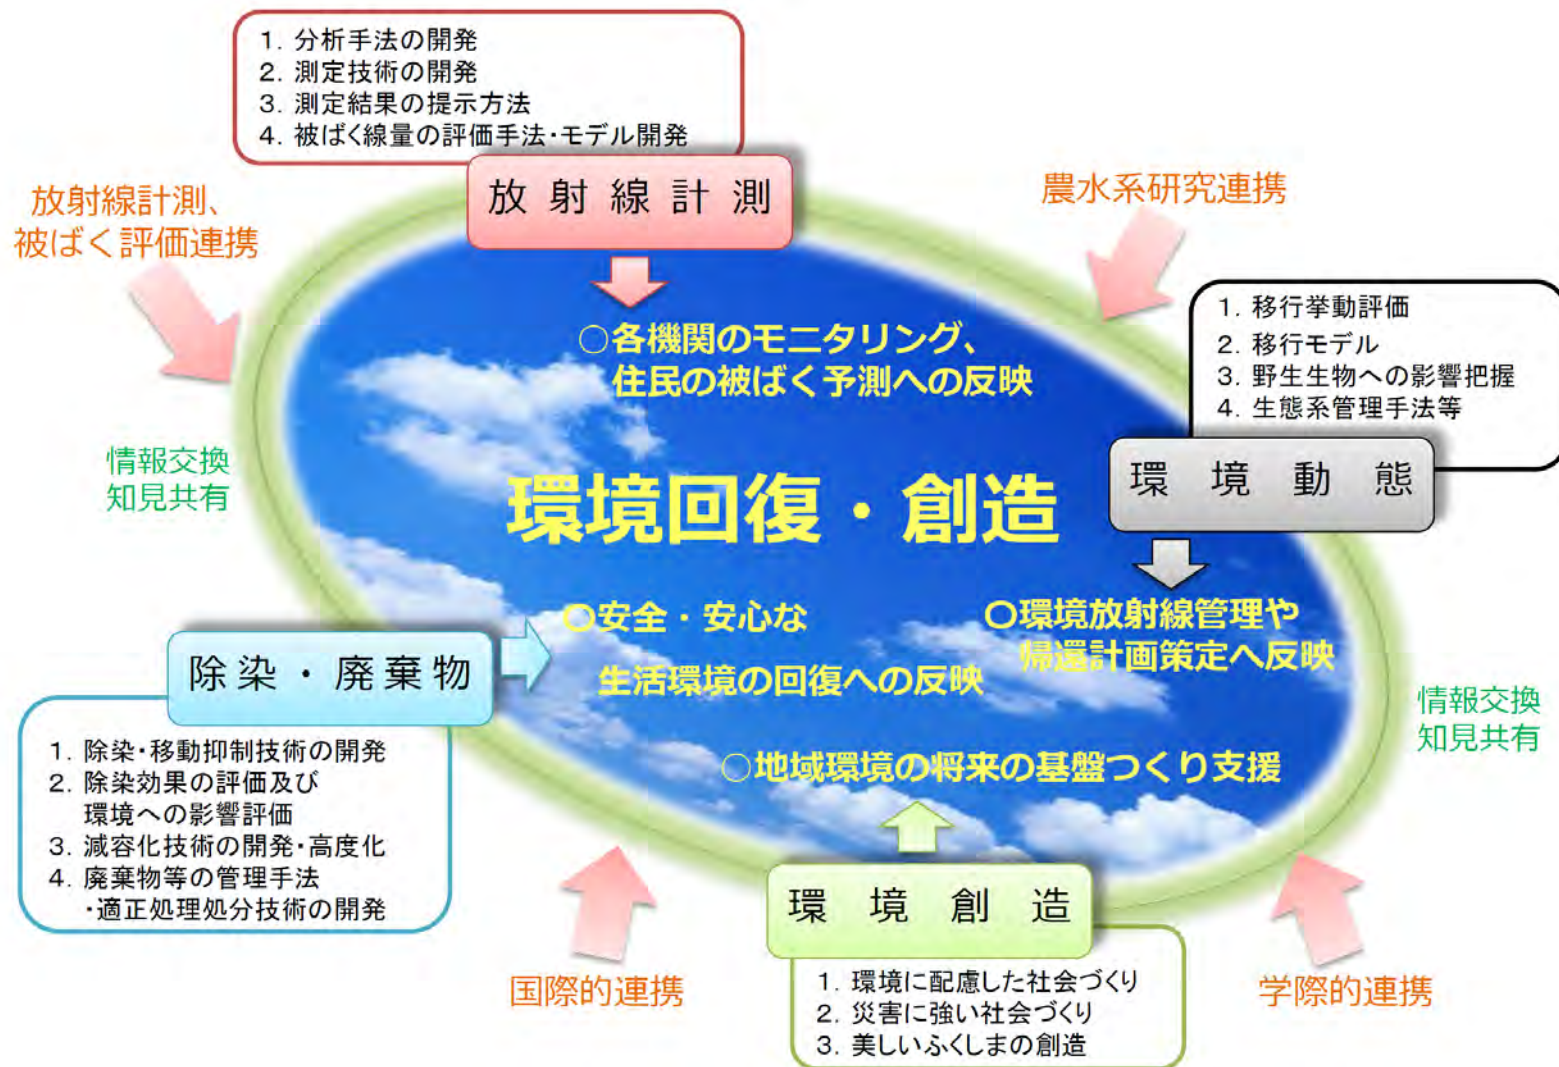 1. 分析手法の開発
2. 測定技術の開発
3. 測定結果の提示方法
4. 被ばく線量の評価手法・モデル開発
放射線計測
放射線計測、
被ばく評価連携
農水系研究連携
1. 移行挙動評価
2. 移行モデル
3. 野生生物への影響把握
4. 生態系管理手法等
環境動態
○各機関のモニタリング、
住民の被ばく予測への反映
情報交換
知見共有
環境回復・創造
○安全・安心な
生活環境の回復への反映
○環境放射線管理や
帰還計画策定へ反映
除染・廃棄物
1. 除染・移動抑制技術の開発
2. 除染効果の評価及び
環境への影響評価
3. 減容化技術の開発・高度化
4. 廃棄物等の管理手法
・適正処理処分技術の開発
情報交換
知見共有
○地域環境の将来の基盤つくり支援
環境創造
1. 環境に配慮した社会づくり
2. 災害に強い社会づくり
3. 美しいふくしまの創造
国際的連携
学際的連携